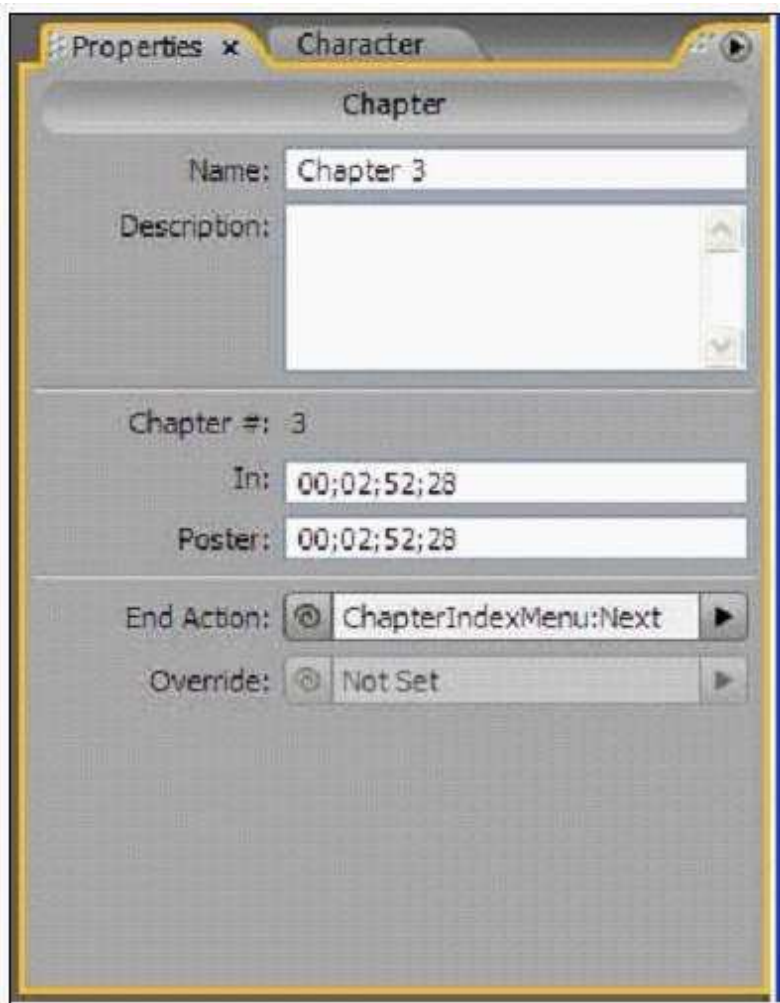 Properties x Character
Chapter
Name: Chapter 3
Description:
Chapter #: 3
In: 00;02;52;28
Poster: 00;02;52;28
End Action: ChapterIndexMenu:Next
Override: Not Set